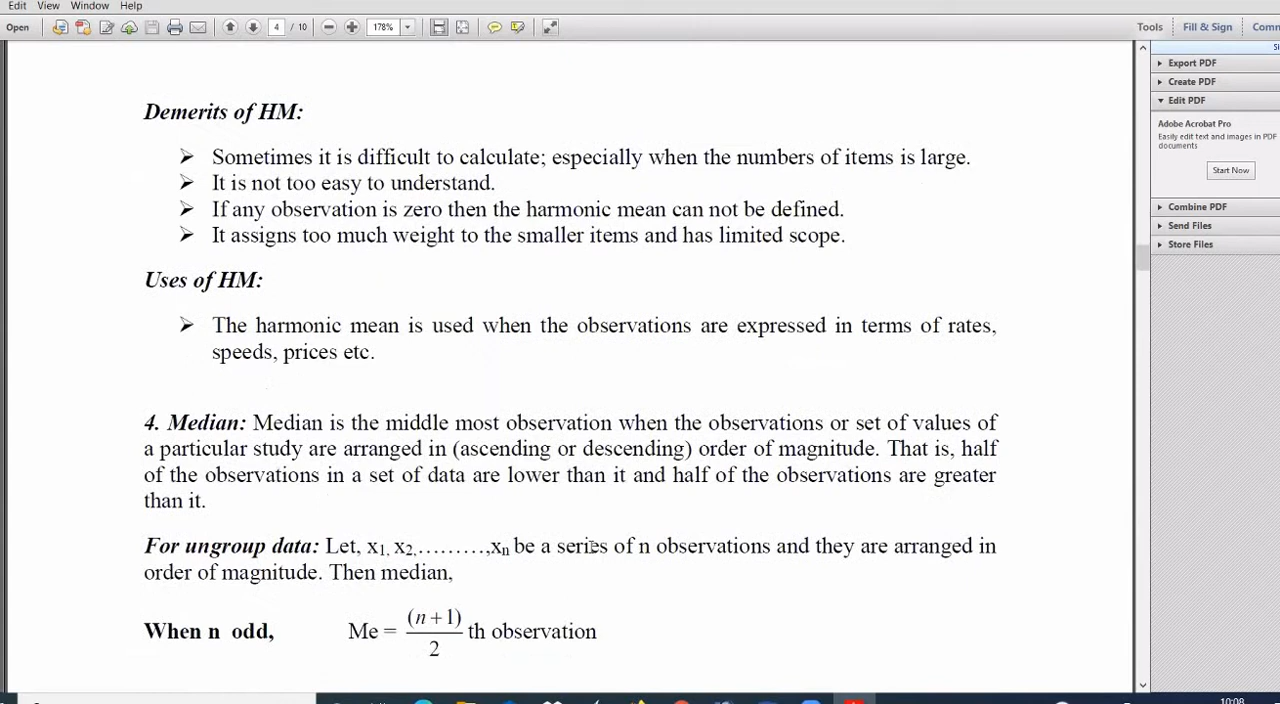 Edit View Window Help
Open 4 / 10 178% Tools Fill & Sign Comn
Export PDF
Create PDF
Edit PDF
Adobe Acrobat Pro
Easily edit text and images in PDF
documents
Start Now
Combine PDF
Send Files
Store Files
Demerits of HM:
➢ Sometimes it is difficult to calculate; especially when the numbers of items is large.
➢ It is not too easy to understand.
➢ If any observation is zero then the harmonic mean can not be defined.
➢ It assigns too much weight to the smaller items and has limited scope.
Uses of HM:
➢ The harmonic mean is used when the observations are expressed in terms of rates,
speeds, prices etc.
4. Median: Median is the middle most observation when the observations or set of values of
a particular study are arranged in (ascending or descending) order of magnitude. That is, half
of the observations in a set of data are lower than it and half of the observations are greater
than it.
For ungroup data: Let, x1, x2,………,xn be a series of n observations and they are arranged in
order of magnitude. Then median,
When n odd, Me = (n+1)/2 th observation
10:08